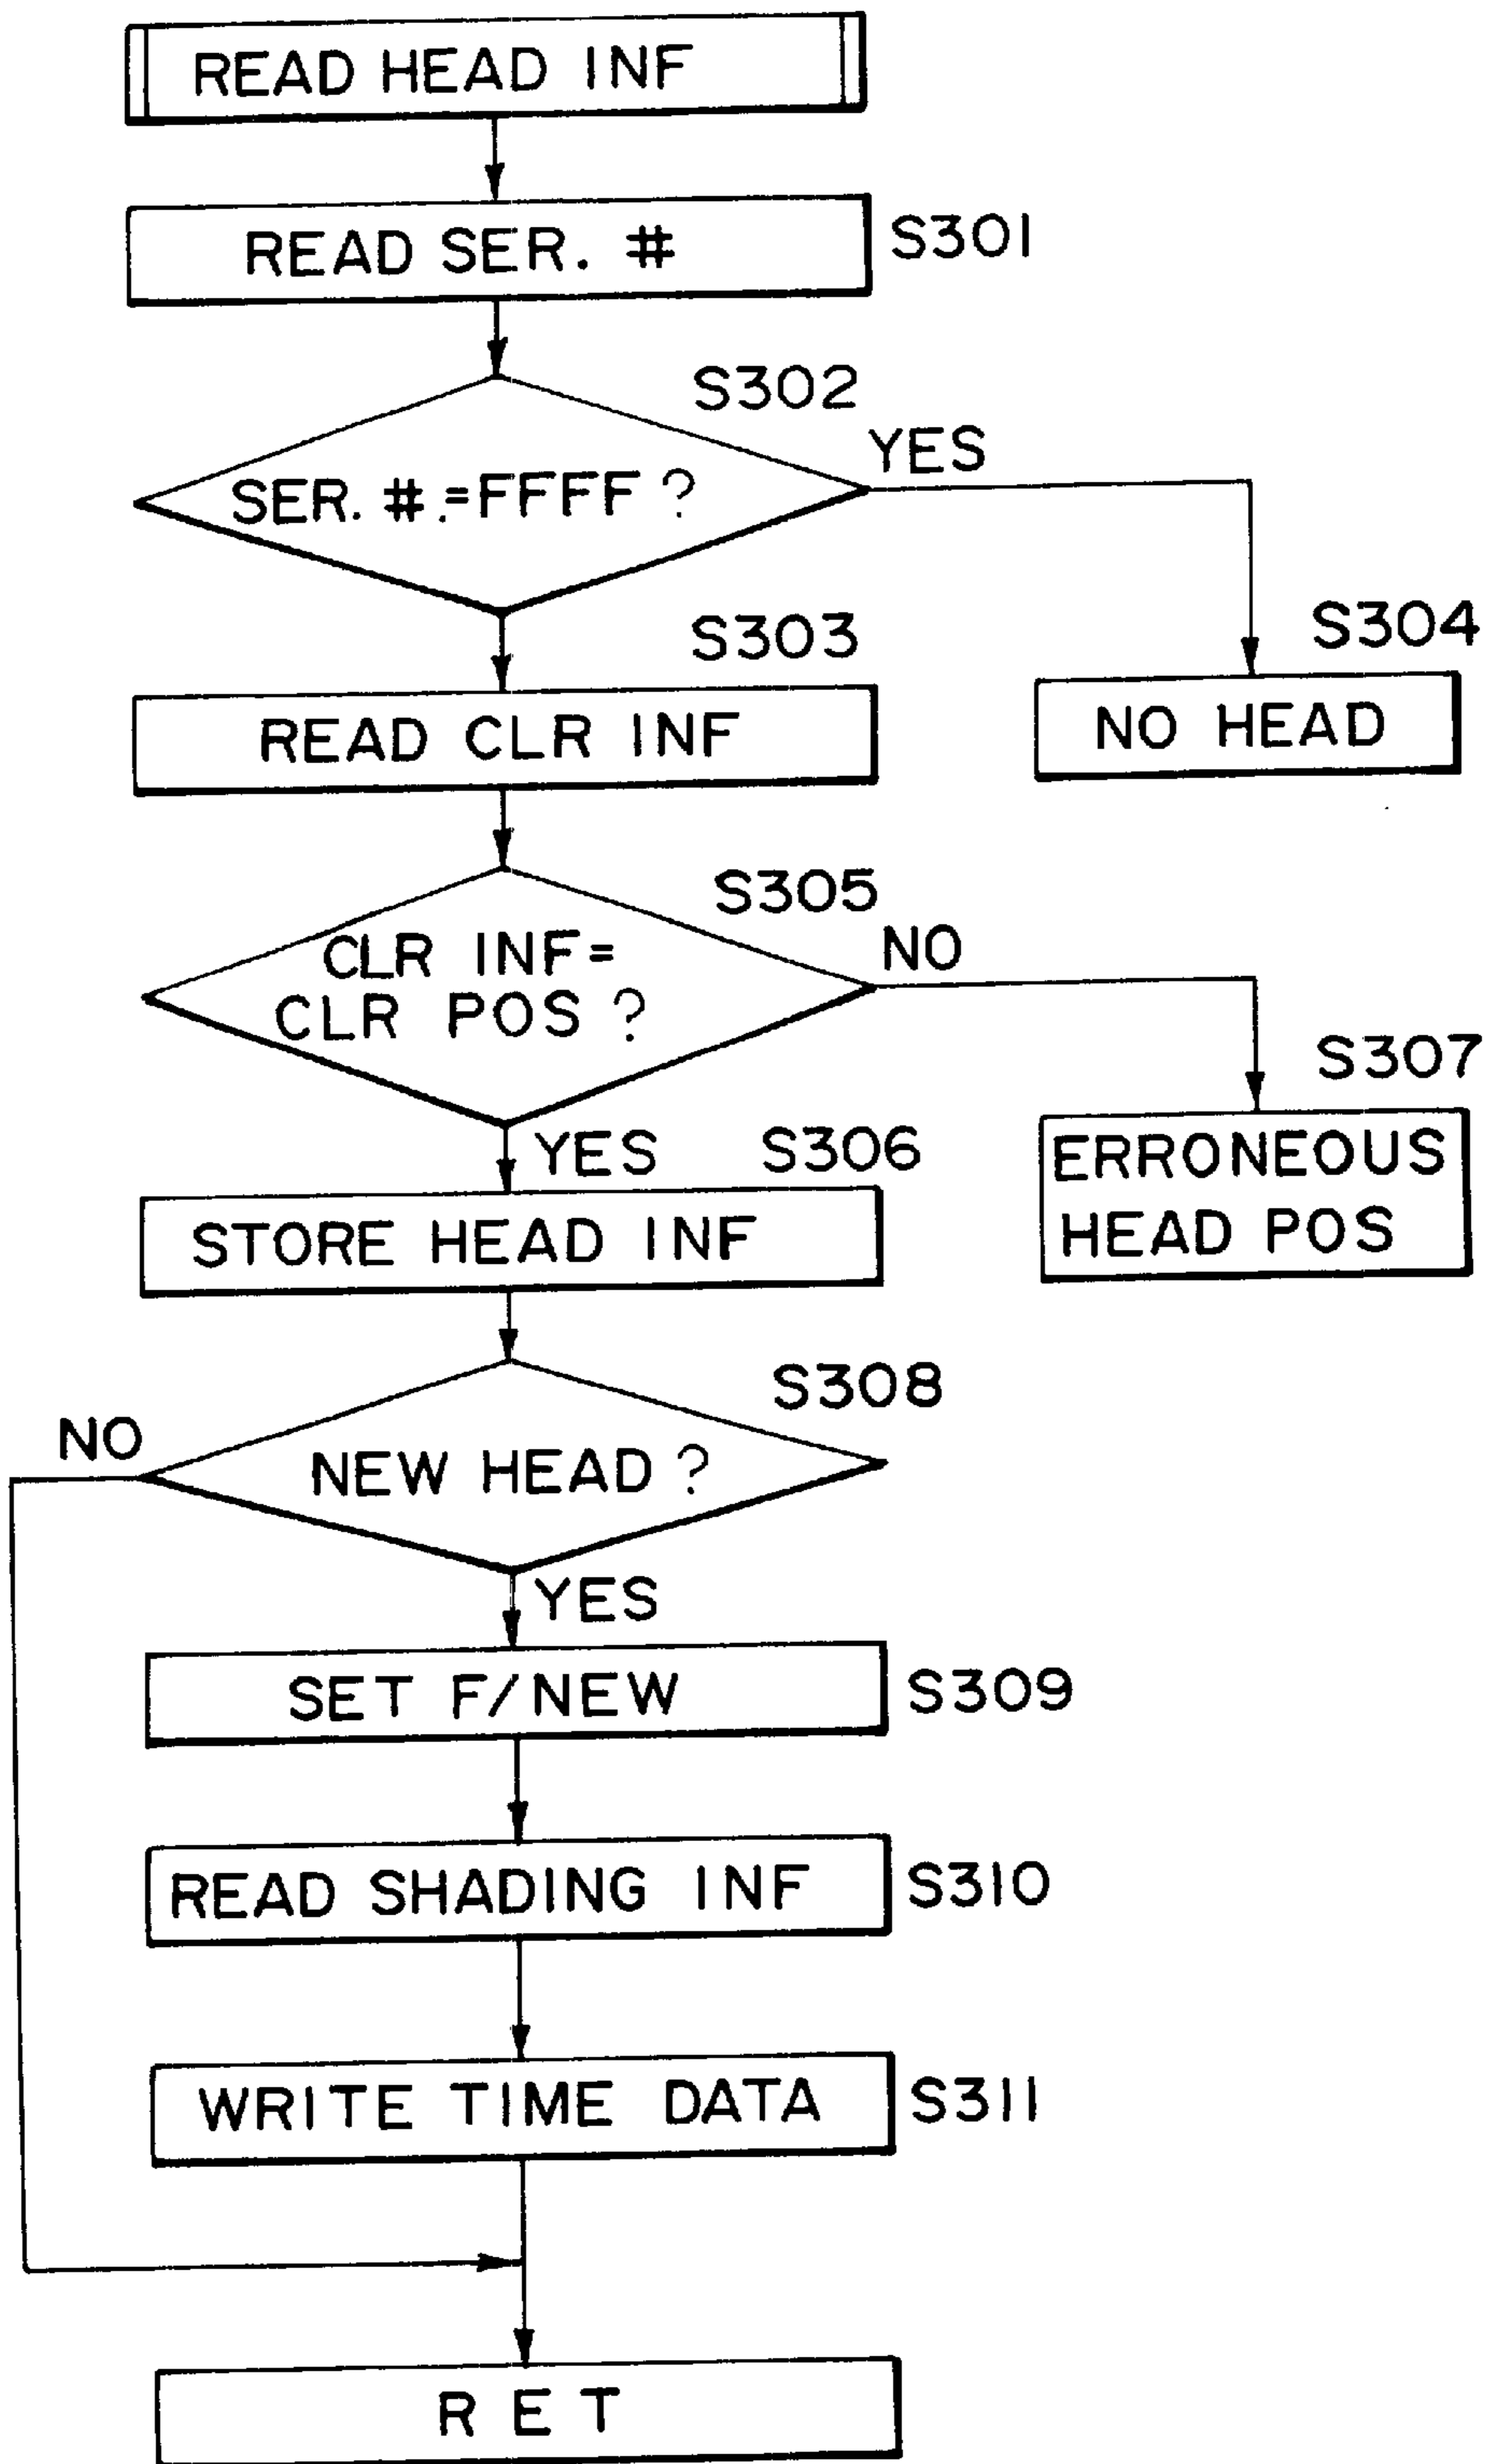 READ HEAD INF
READ SER. #
S301
S302
SER. #.=FFFF ?
YES
S303
S304
READ CLR INF
NO HEAD
S305
CLR INF=
CLR POS ?
NO
S307
YES
S306
ERRONEOUS
HEAD POS
STORE HEAD INF
S308
NO
NEW HEAD ?
YES
SET F/NEW
S309
READ SHADING INF
S310
WRITE TIME DATA
S311
RET